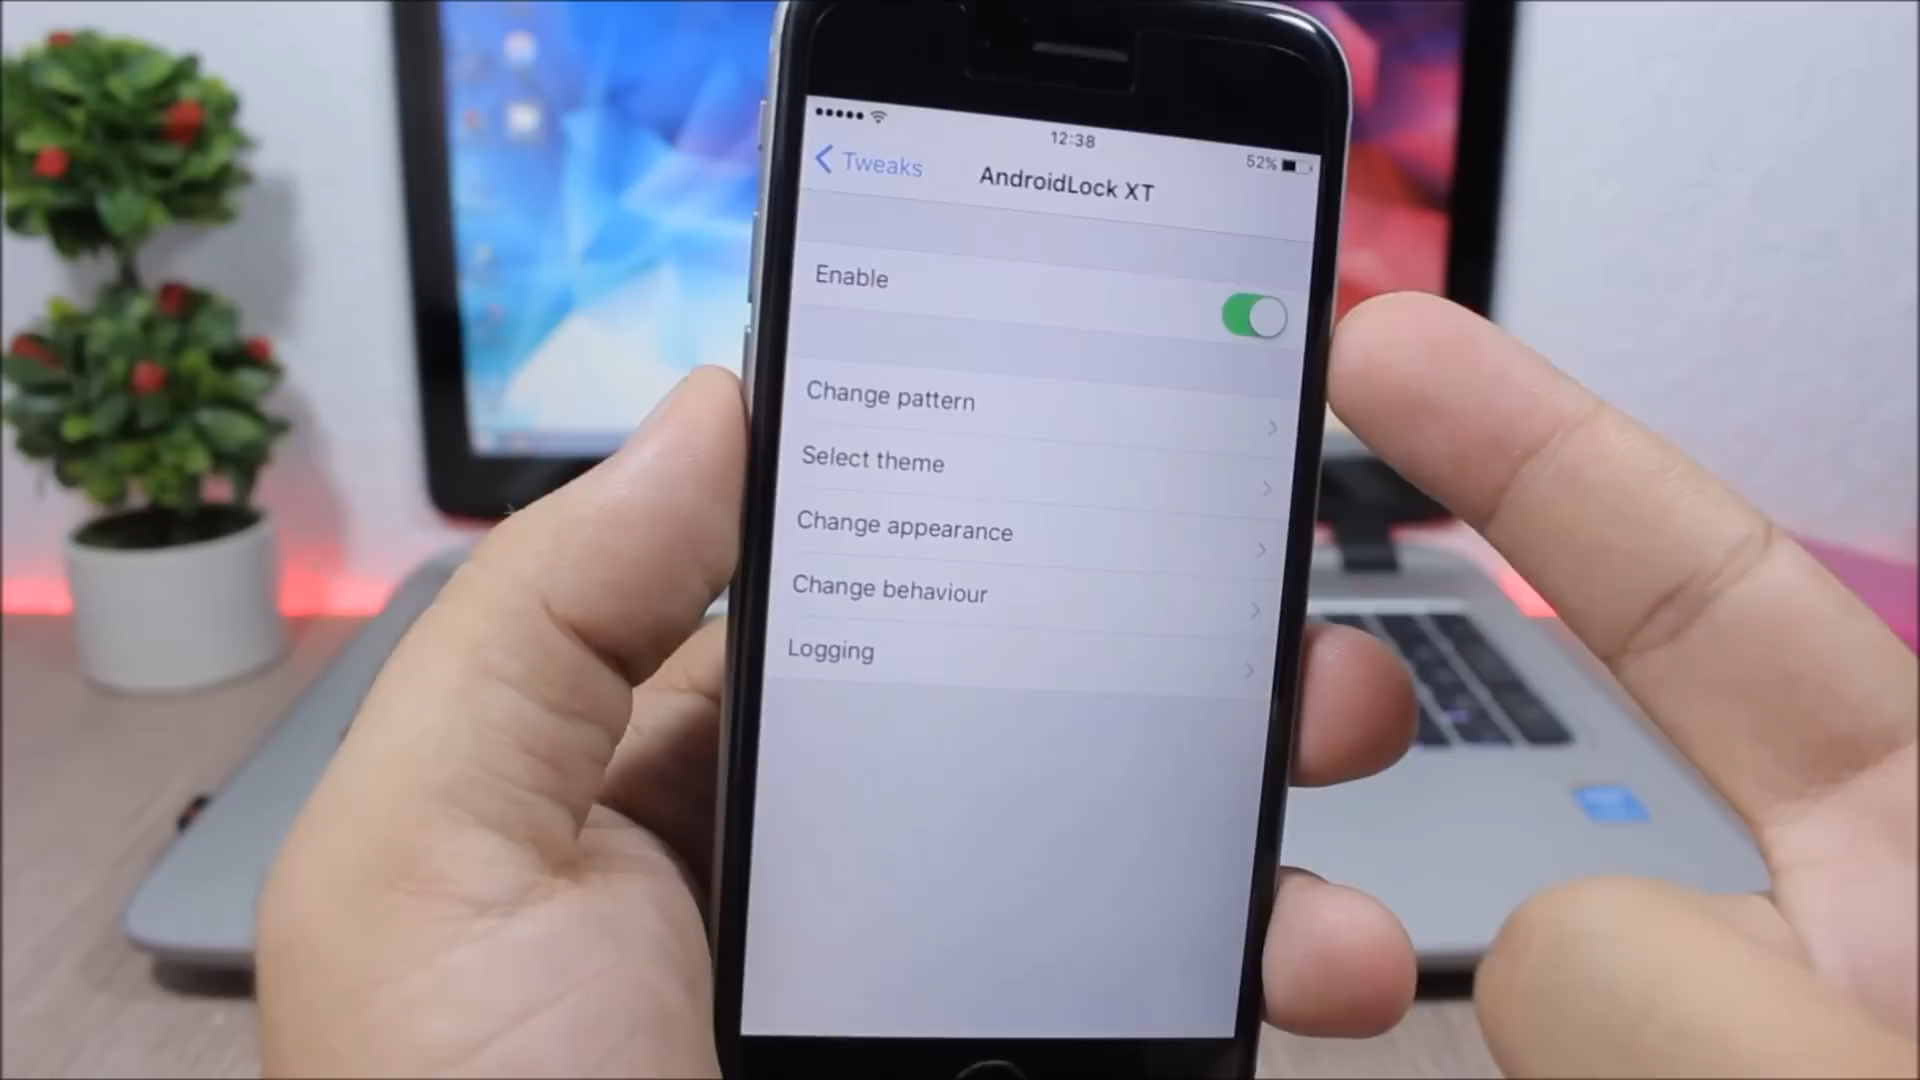 12:38
52%
Tweaks
AndroidLock XT
Enable
Change pattern
Select theme
Change appearance
Change behaviour
Logging